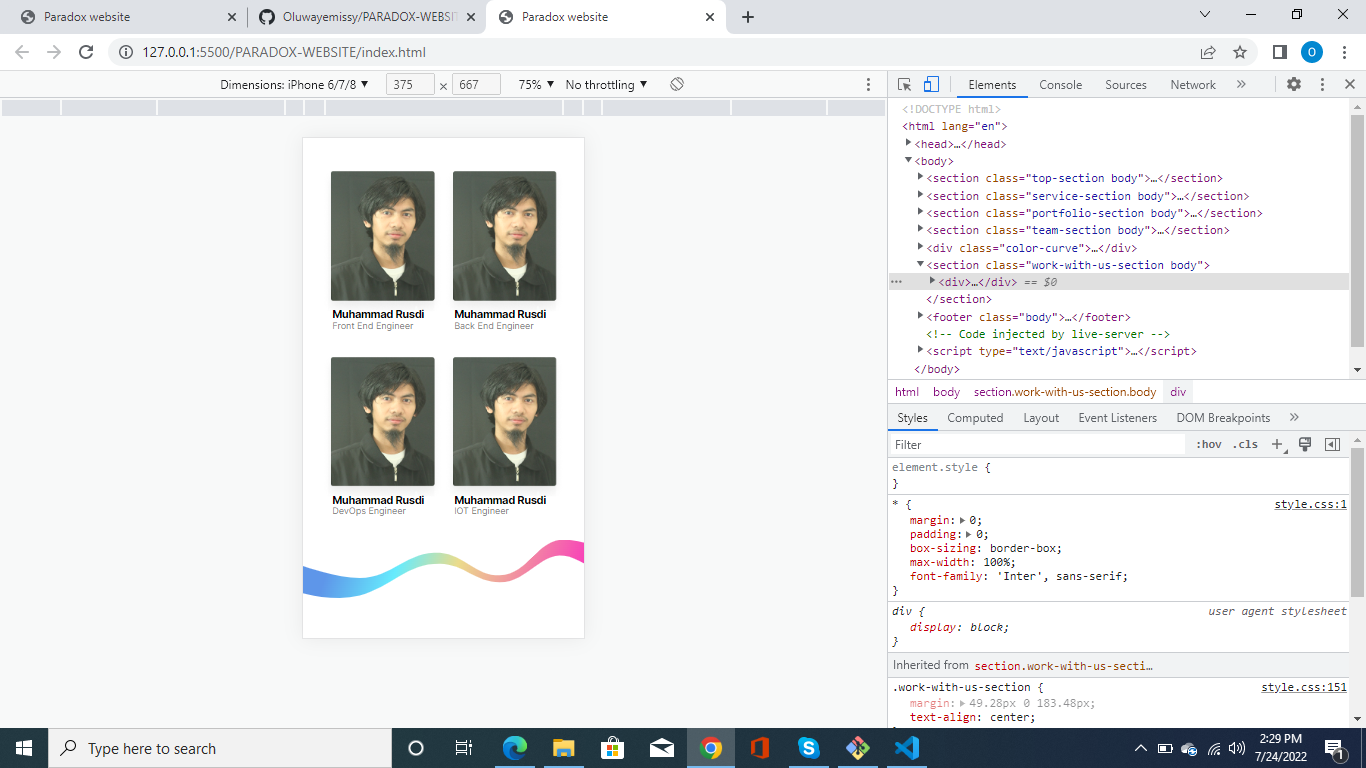 Paradox website
Oluwayemissy/PARADOX-WEBSIT
Paradox website
127.0.0.1:5500/PARADOX-WEBSITE/index.html
O
Dimensions: iPhone 6/7/8 ▼ 375 × 667 75% ▼ No throttling ▼
Elements Console Sources Network »
<!DOCTYPE html>
<html lang="en">
<head>…</head>
<body>
<section class="top-section body">…</section>
<section class="service-section body">…</section>
<section class="portfolio-section body">…</section>
<section class="team-section body">…</section>
<div class="color-curve">…</div>
<section class="work-with-us-section body">
<div>…</div> == $0
</section>
<footer class="body">…</footer>
<!-- Code injected by live-server -->
<script type="text/javascript">…</script>
</body>
html body section.work-with-us-section.body div
Styles Computed Layout Event Listeners DOM Breakpoints »
Filter :hov .cls +
element.style {
}
* { style.css:1
margin: 0;
padding: 0;
box-sizing: border-box;
max-width: 100%;
font-family: 'Inter', sans-serif;
}
div { user agent stylesheet
display: block;
}
Inherited from section.work-with-us-secti…
.work-with-us-section { style.css:151
margin: 49.28px 0 183.48px;
text-align: center;
Muhammad Rusdi
Front End Engineer
Muhammad Rusdi
Back End Engineer
Muhammad Rusdi
DevOps Engineer
Muhammad Rusdi
IOT Engineer
Type here to search
2:29 PM
7/24/2022
1